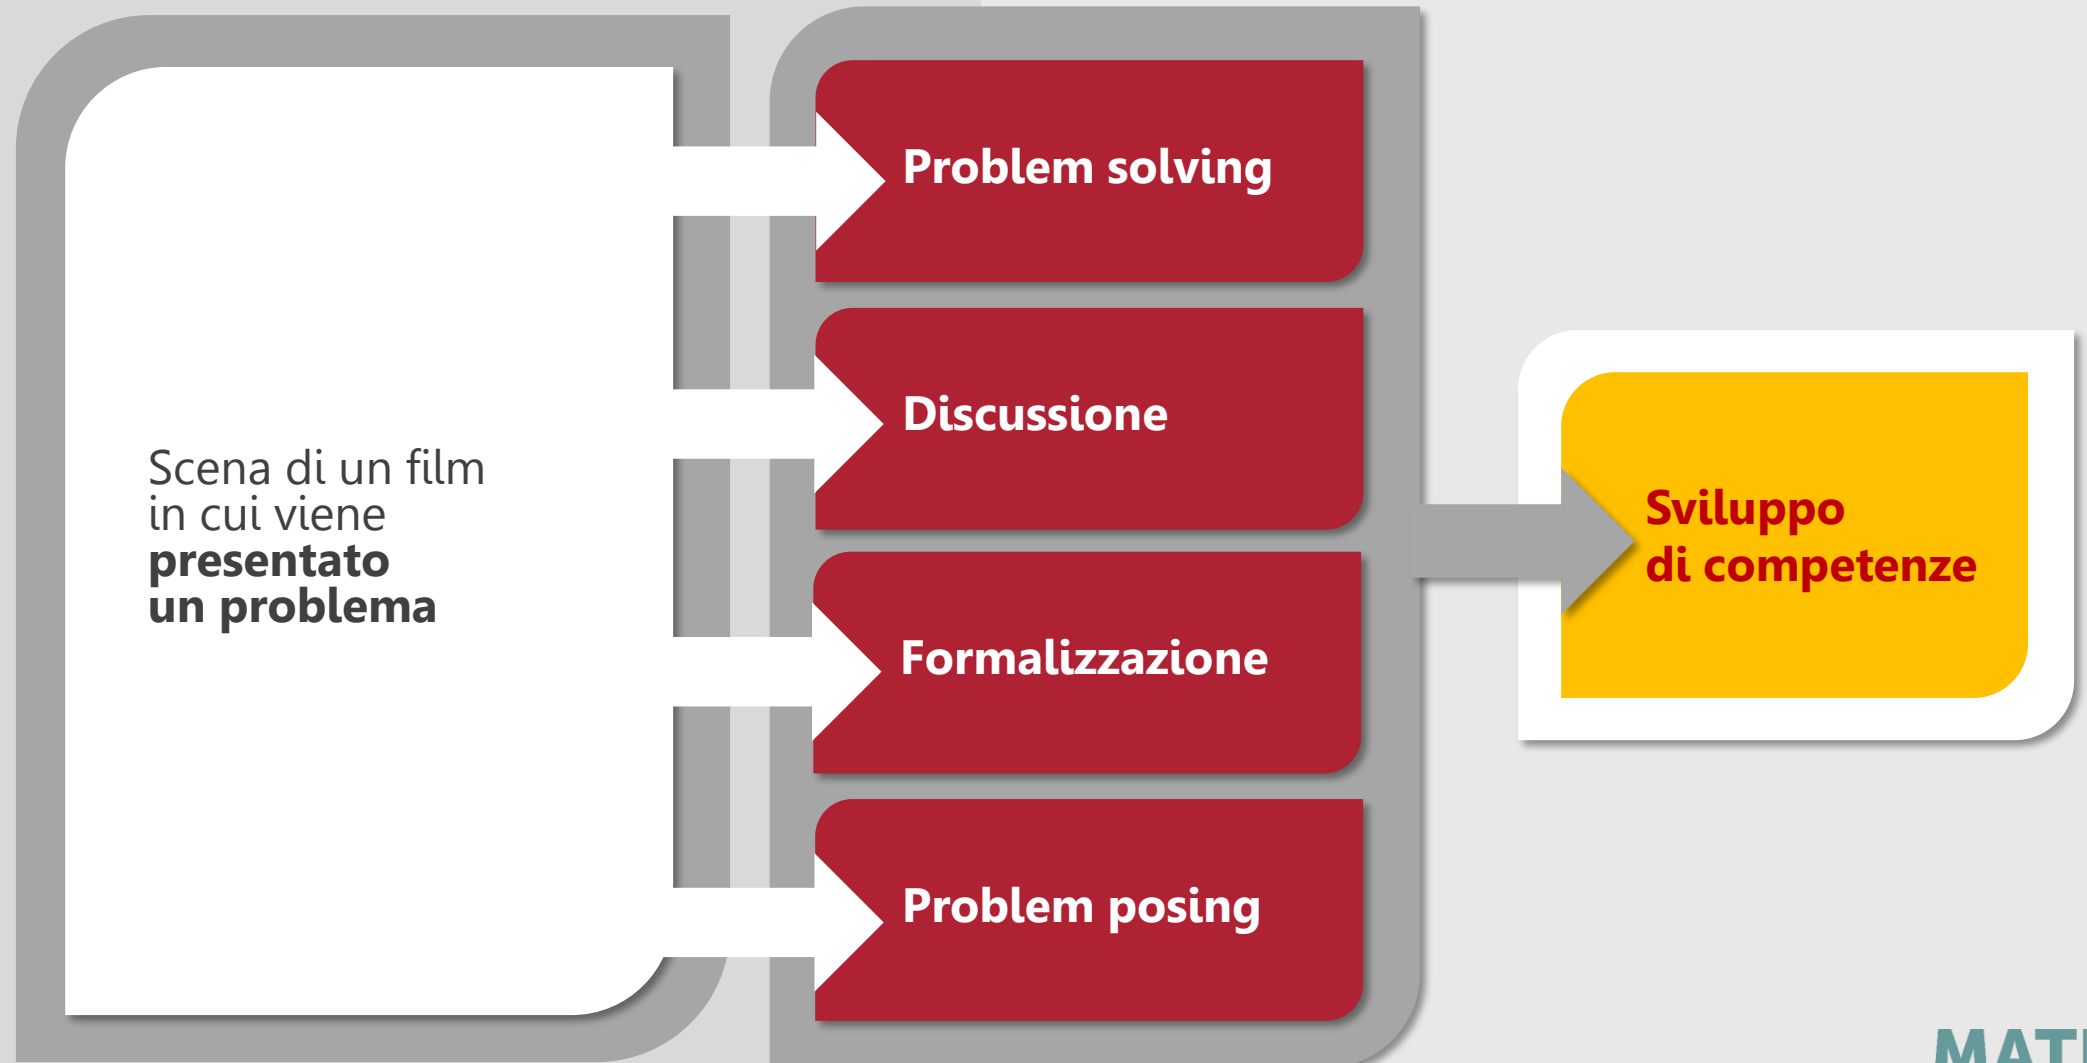 Scena di un film
in cui viene
presentato
un problema
Problem solving
Discussione
Formalizzazione
Problem posing
Sviluppo
di competenze